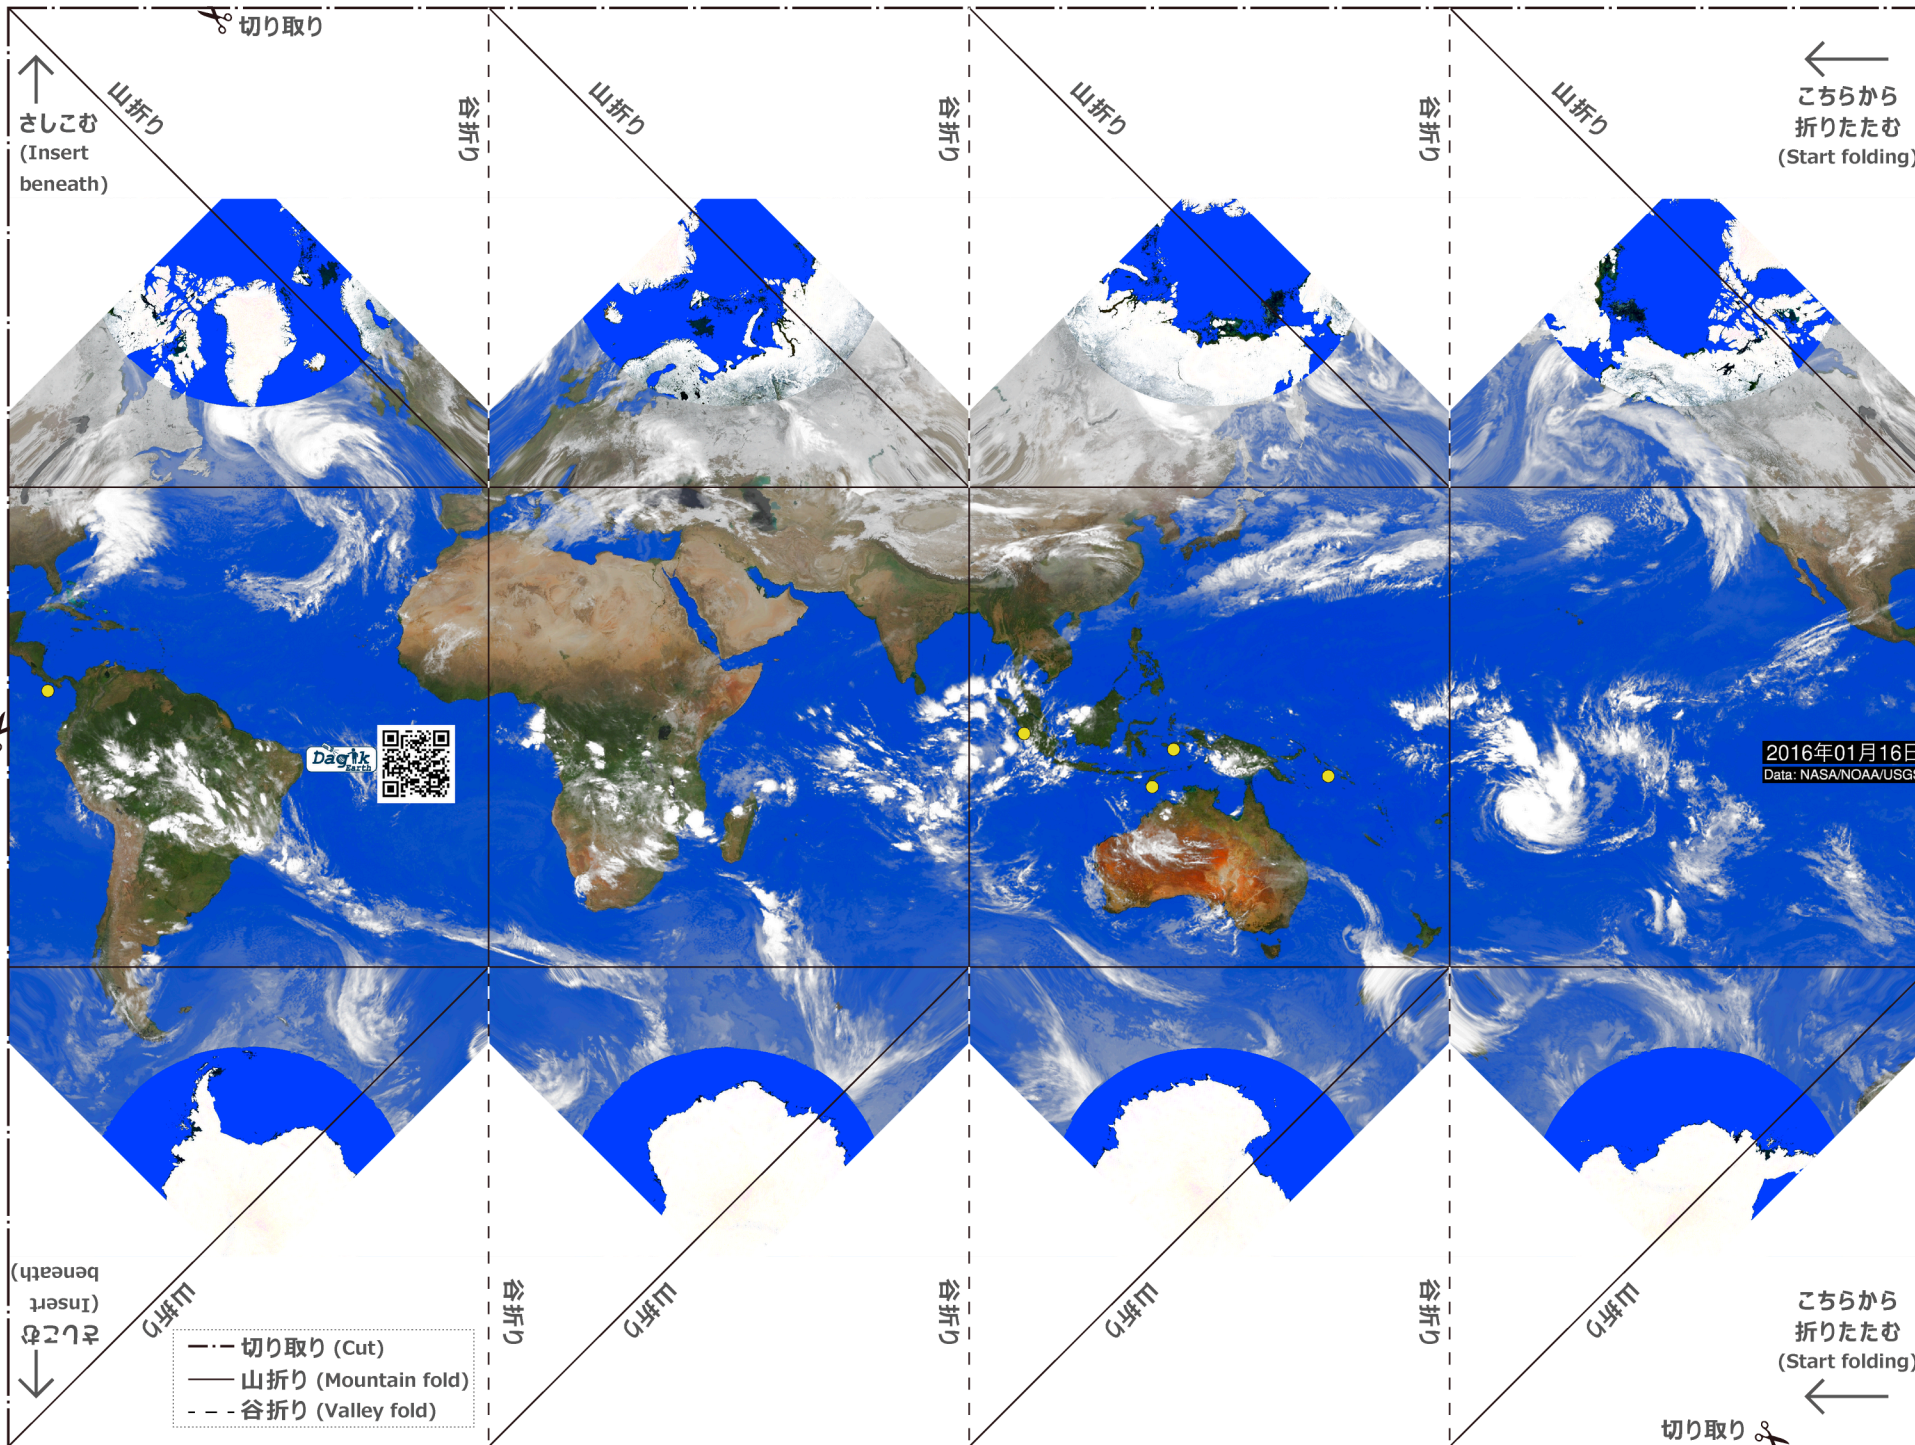 切り取り
山折り
谷折り
山折り
谷折り
山折り
谷折り
山折り
さしこむ
(Insert
beneath)
こちらから
折りたたむ
(Start folding)
Dagik
Earth
2016年01月16日
Data: NASA/NOAA/USGS
さしこむ
(Insert
beneath)
山折り
谷折り
山折り
谷折り
山折り
谷折り
山折り
こちらから
折りたたむ
(Start folding)
切り取り (Cut)
山折り (Mountain fold)
谷折り (Valley fold)
切り取り